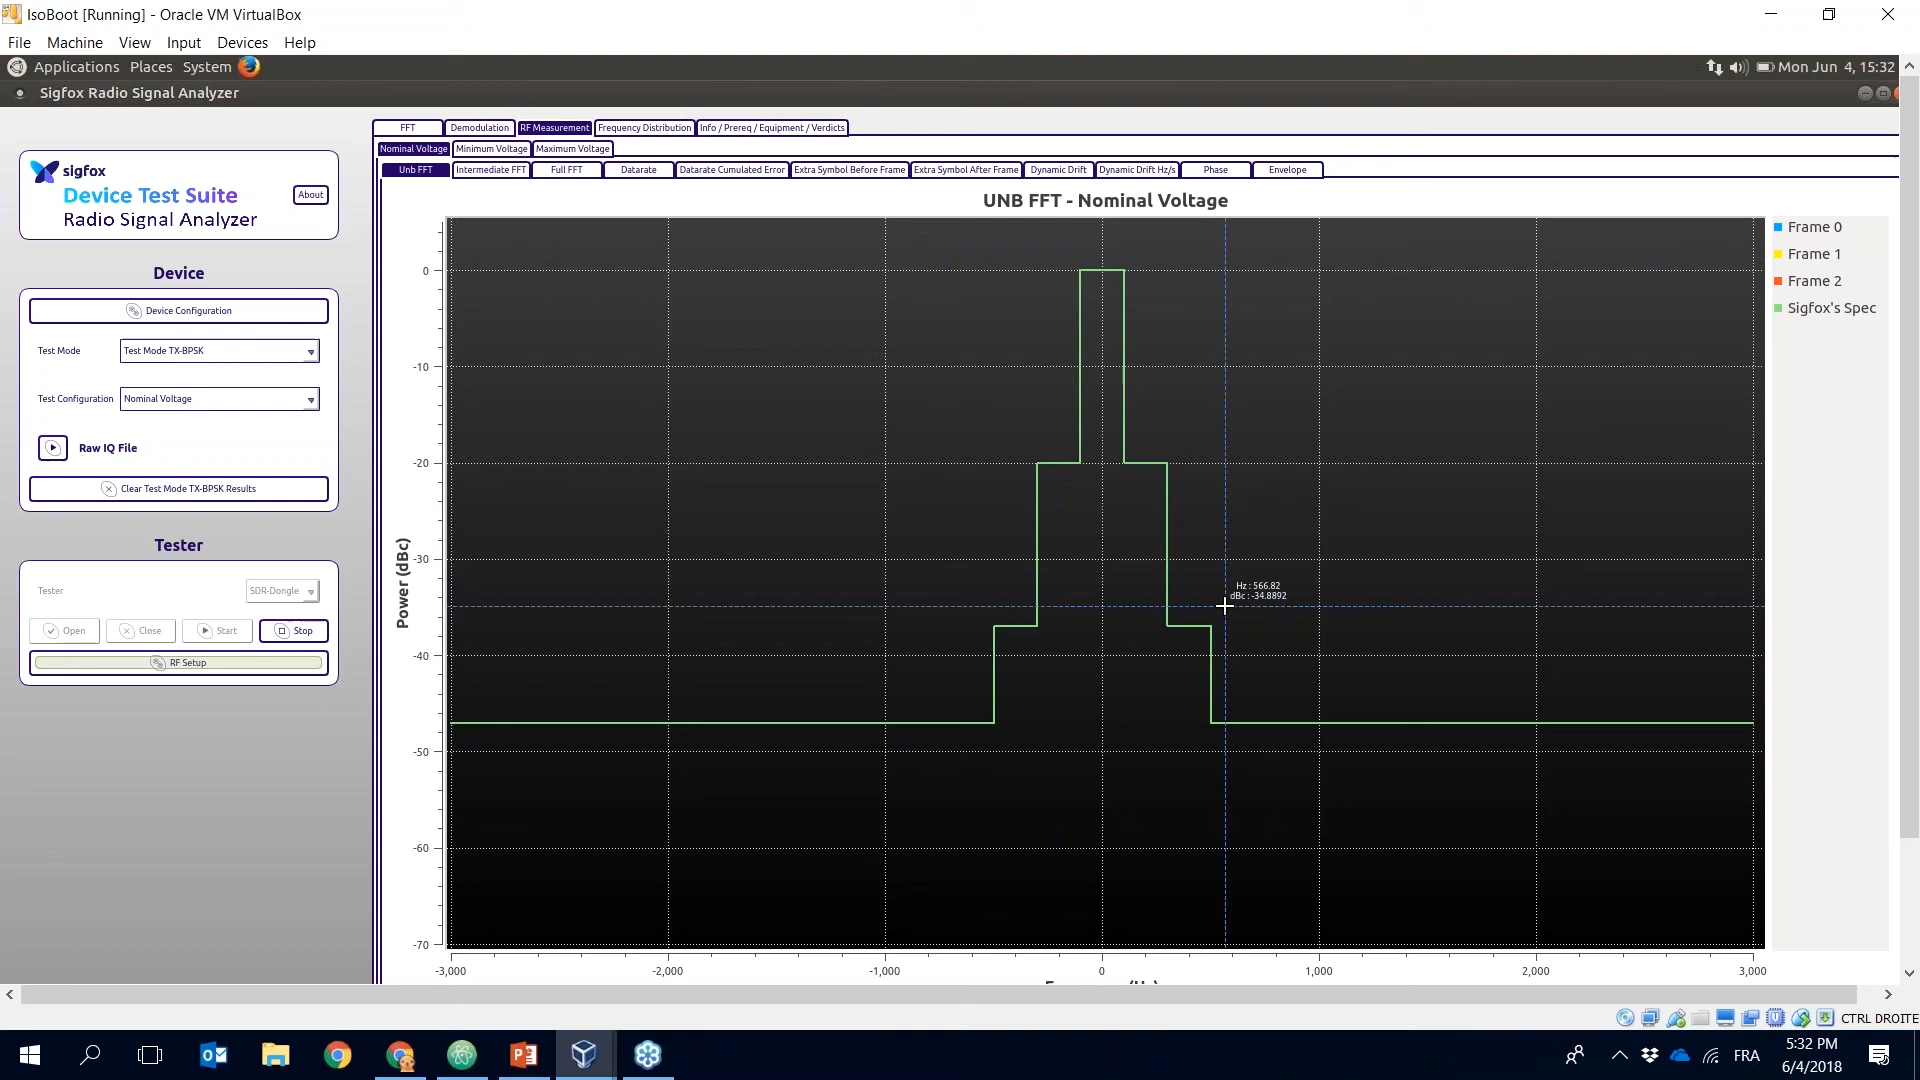 IsoBoot [Running] - Oracle VM VirtualBox
File Machine View Input Devices Help
Applications Places System Mon Jun 4, 15:32
Sigfox Radio Signal Analyzer
FFT Demodulation RF Measurement Frequency Distribution Info / Prereq / Equipment / Verdicts
Nominal Voltage Minimum Voltage Maximum Voltage
Unb FFT Intermediate FFT Full FFT Datarate Datarate Cumulated Error Extra Symbol Before Frame Extra Symbol After Frame Dynamic Drift Dynamic Drift Hz/s Phase Envelope
sigfox
Device Test Suite
Radio Signal Analyzer
About
Device
Device Configuration
Test Mode Test Mode TX-BPSK
Test Configuration Nominal Voltage
Raw IQ File
Clear Test Mode TX-BPSK Results
Tester
Tester SDR-Dongle
Open Close Start Stop
RF Setup
UNB FFT - Nominal Voltage
Power (dBc)
0
-10
-20
-30
-40
-50
-60
-70
Hz : 566.82
dBc : -34.8892
-3,000 -2,000 -1,000 0 1,000 2,000 3,000
Frame 0
Frame 1
Frame 2
Sigfox's Spec
CTRL DROITE
FRA
5:32 PM
6/4/2018